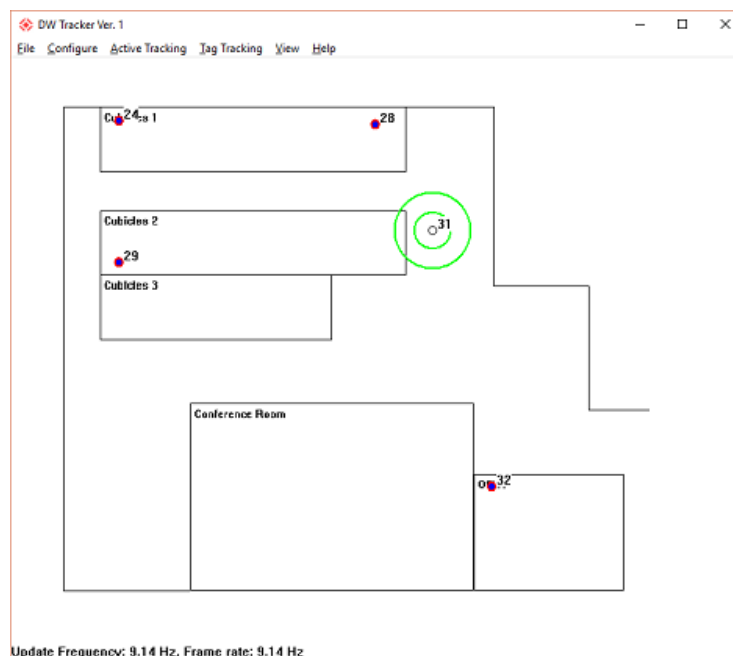 DW Tracker Ver. 1
File Configure Active Tracking Tag Tracking View Help
24 1
28
Cubicles 2
31
29
Cubicles 3
Conference Room
32
Update Frequency: 9.14 Hz, Frame rate: 9.14 Hz